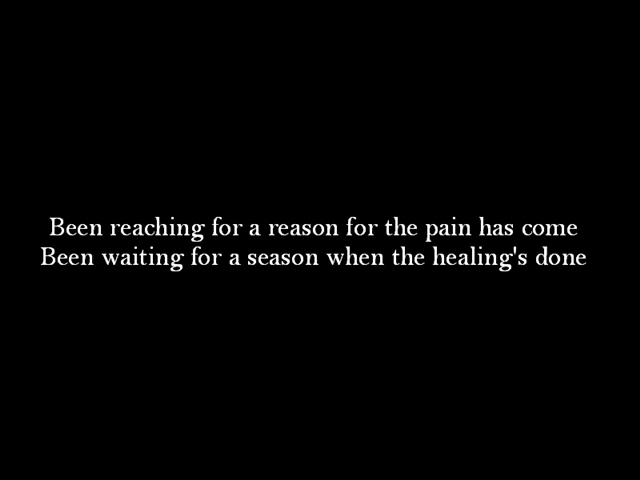 Been reaching for a reason for the pain has come
Been waiting for a season when the healing's done